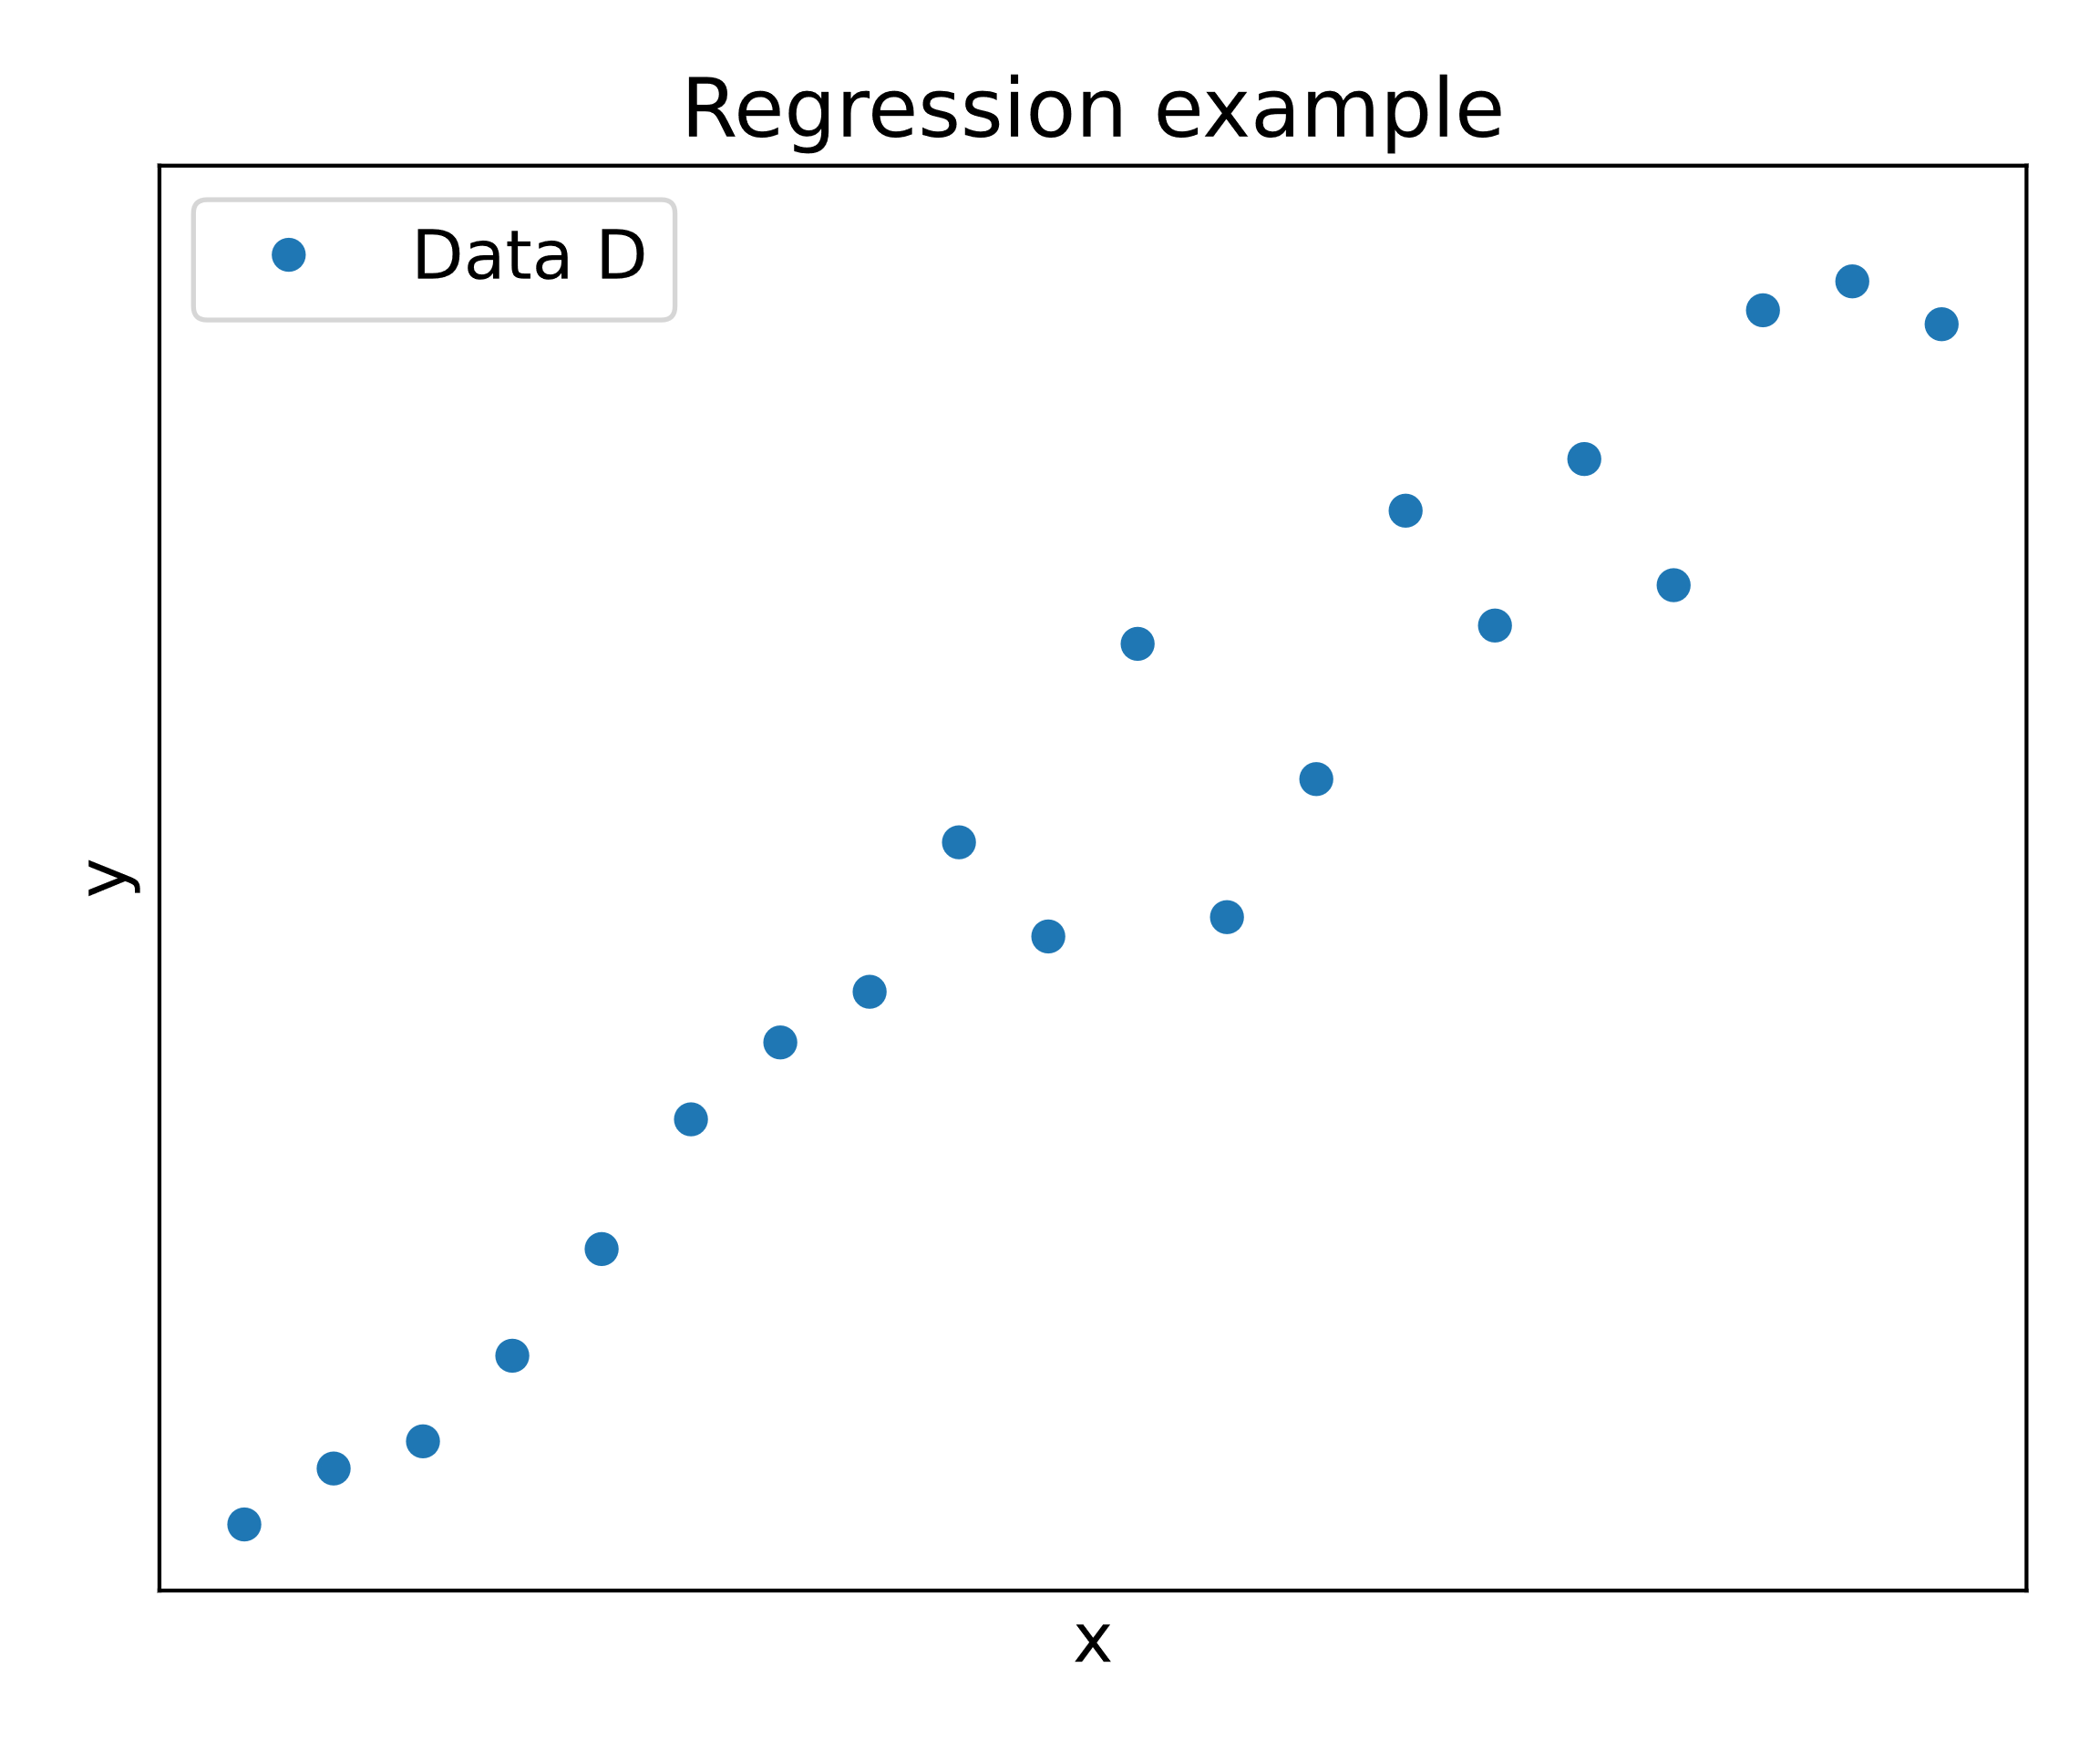 Regression example
Data D
y
x